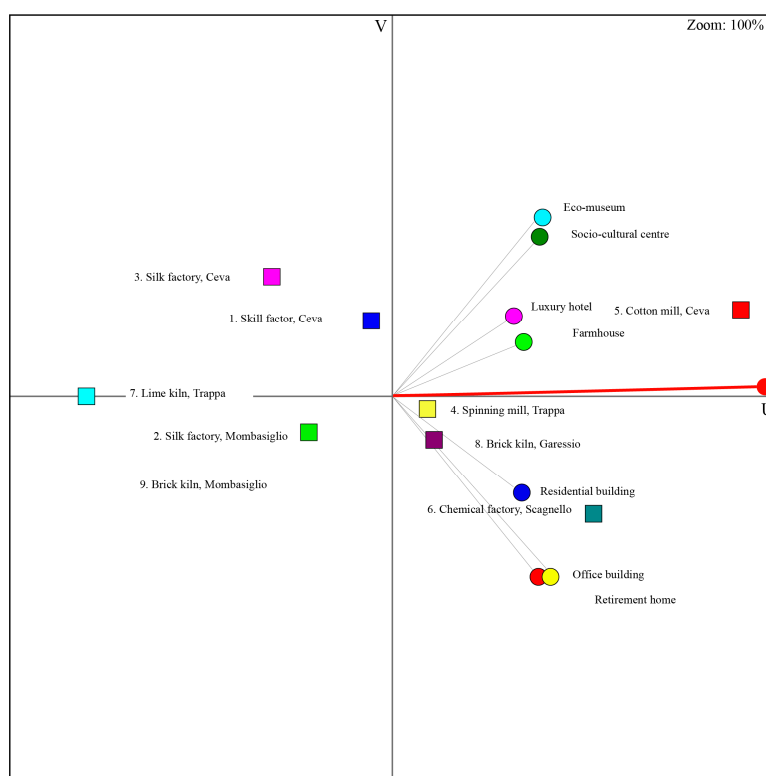 V
Zoom: 100%
Eco-museum
Socio-cultural centre
3. Silk factory, Ceva
Luxury hotel
5. Cotton mill, Ceva
1. Skill factor, Ceva
Farmhouse
7. Lime kiln, Trappa
U
4. Spinning mill, Trappa
2. Silk factory, Mombasiglio
8. Brick kiln, Garessio
9. Brick kiln, Mombasiglio
Residential building
6. Chemical factory, Scagnello
Office building
Retirement home